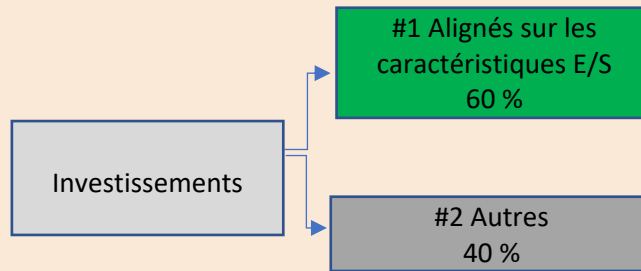 #1 Alignés sur les
caractéristiques E/S
60 %
Investissements
#2 Autres
40 %